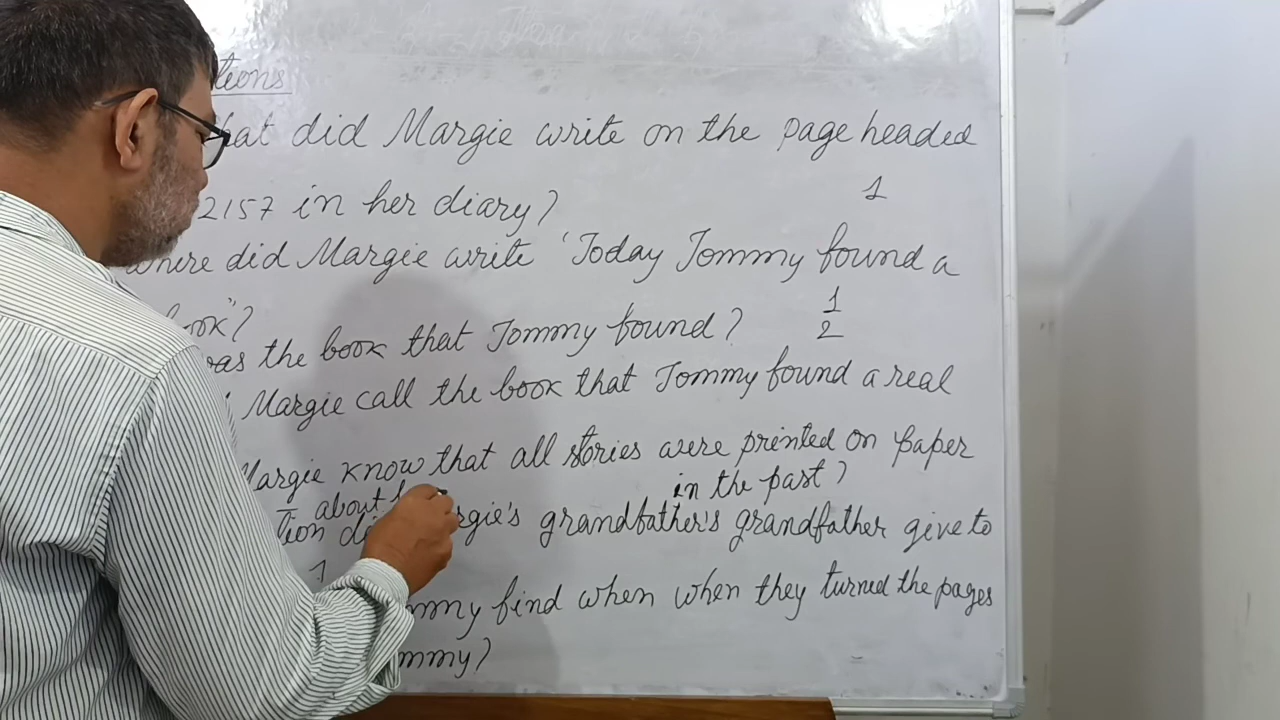 tions
hat did Margie write on the page headed
2157 in her diary?
1
where did Margie write 'Today Tommy found a
ook"?
1
2
as the book that Tommy found?
Margie call the book that Tommy found a real
Margie know that all stories were printed on paper
in the past?
about
tion di rgie's grandfather's grandfather give to
1
mmy find when when they turned the pages
mmy?